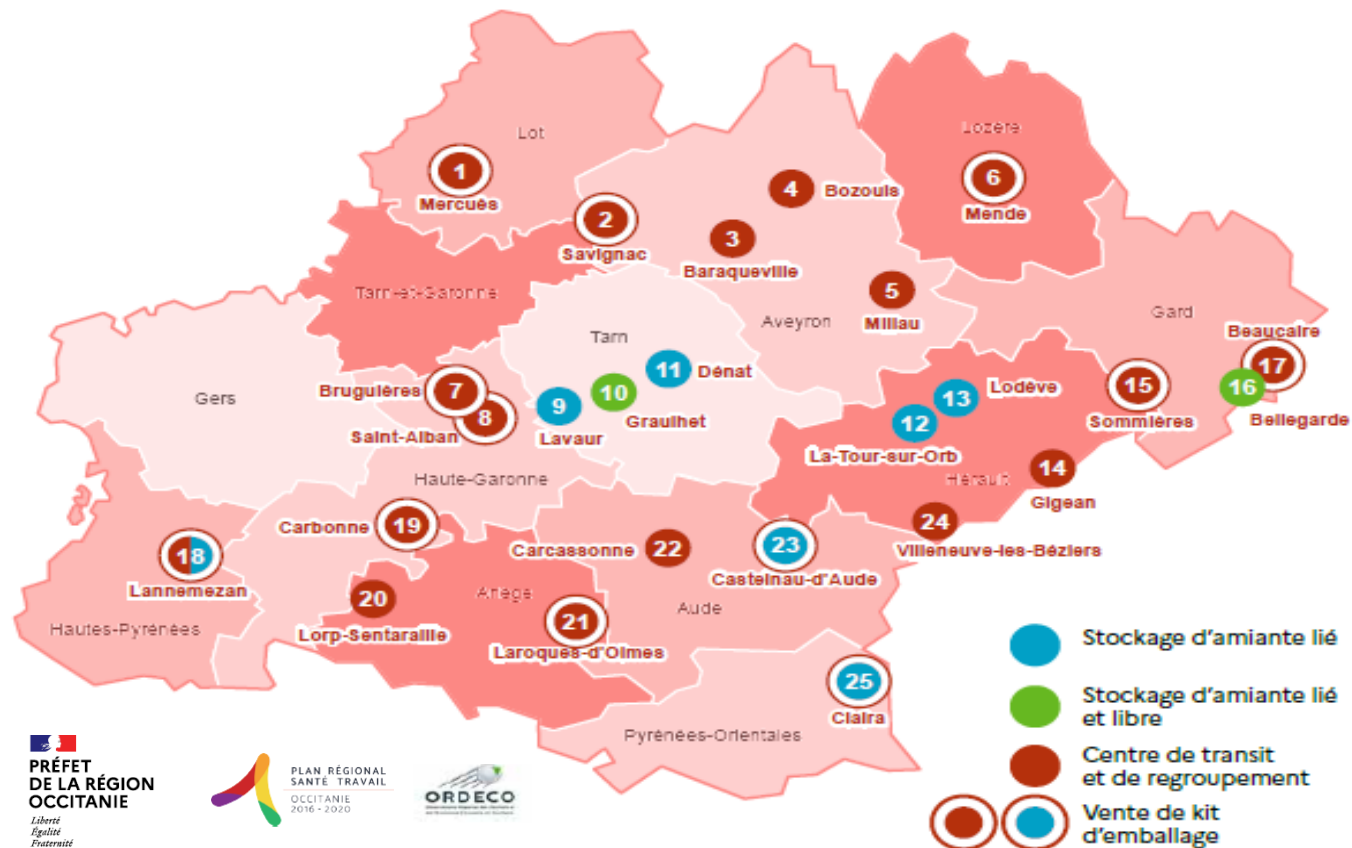 Lot
Lozère
1
Mercuès
2
Savignac
3
Baraqueville
4
Bozouls
5
Millau
6
Mende
Tarn-et-Garonne
Aveyron
Gard
Tarn
Gers
Bruguières
7
Saint-Alban
8
9
Lavaur
10
Graulhet
11
Dénat
Lodève
13
12
La-Tour-sur-Orb
Hérault
14
Gigean
15
Sommières
Beaucaire
17
16
Bellegarde
Haute-Garonne
Carbonne
19
18
Lannemezan
Hautes-Pyrénées
20
Lorp-Sentaraille
Ariège
21
Laroques-d'Olmes
Carcassonne
22
23
Castelnau-d'Aude
Aude
24
Villeneuve-les-Béziers
25
Claira
Pyrénées-Orientales
Stockage d'amiante lié
Stockage d'amiante lié
et libre
Centre de transit
et de regroupement
Vente de kit
d'emballage
PRÉFET
DE LA RÉGION
OCCITANIE
Liberté
Égalité
Fraternité
PLAN RÉGIONAL
SANTÉ TRAVAIL
OCCITANIE
2016 - 2020
ORDECO